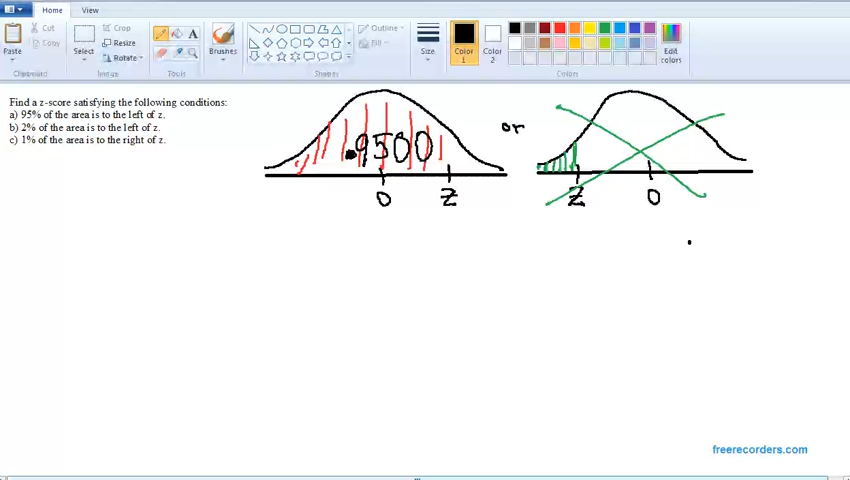 Home View
Paste
Cut
Copy
Clipboard
Select
Crop
Resize
Rotate
Image
Tools
Brushes
Shapes
Outline
Fill
Size
Color 1
Color 2
Edit colors
Colors
Find a z-score satisfying the following conditions:
a) 95% of the area is to the left of z.
b) 2% of the area is to the left of z.
c) 1% of the area is to the right of z.
.9500
0 Z
or
Z 0
freerecorders.com